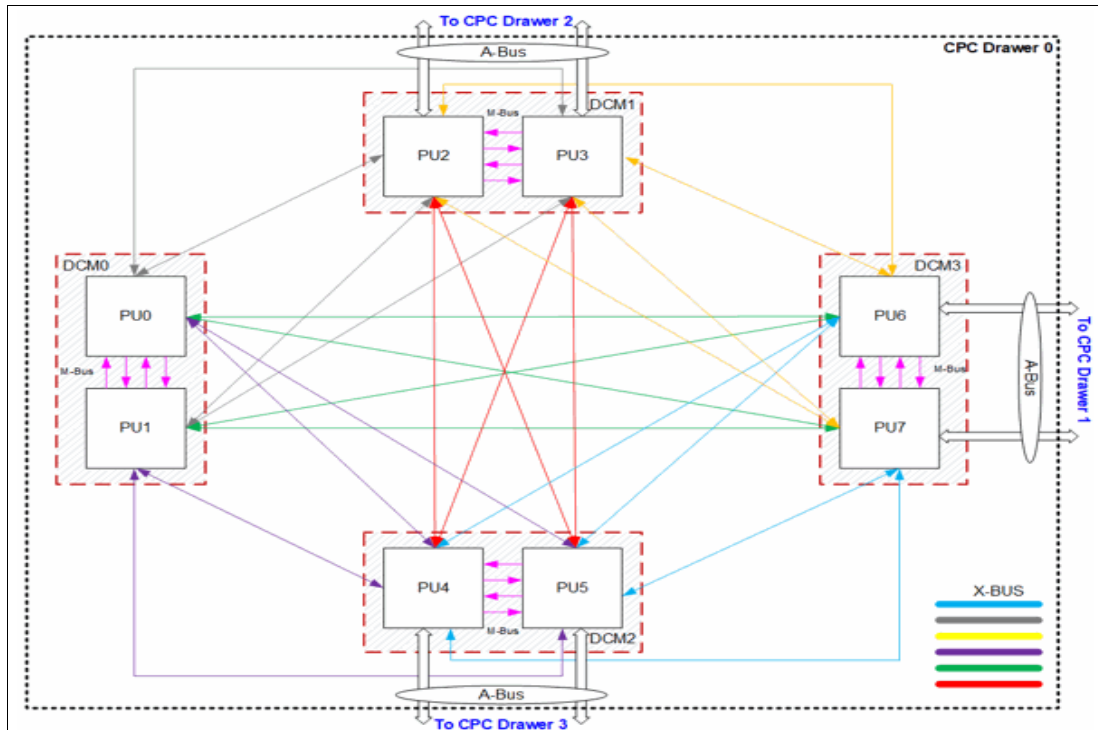 To CPC Drawer 2
A-Bus
CPC Drawer 0
DCM1
M-Bus
PU2
PU3
DCM0
PU0
M-Bus
PU1
DCM3
PU6
M-Bus
PU7
A-Bus
To CPC Drawer 1
PU4
PU5
M-Bus
DCM2
A-Bus
To CPC Drawer 3
X-BUS